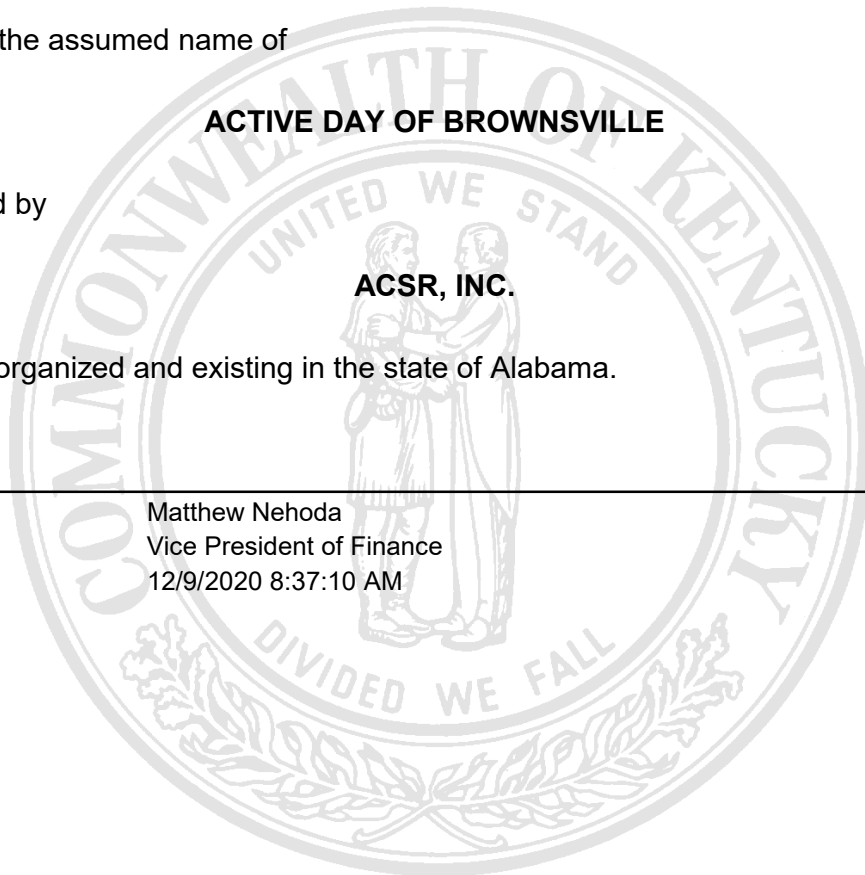 the assumed name of
ACTIVE DAY OF BROWNSVILLE
d by
ACSR, INC.
organized and existing in the state of Alabama.
Matthew Nehoda
Vice President of Finance
12/9/2020 8:37:10 AM
COMMONWEALTH OF KENTUCKY
UNITED WE STAND
DIVIDED WE FALL